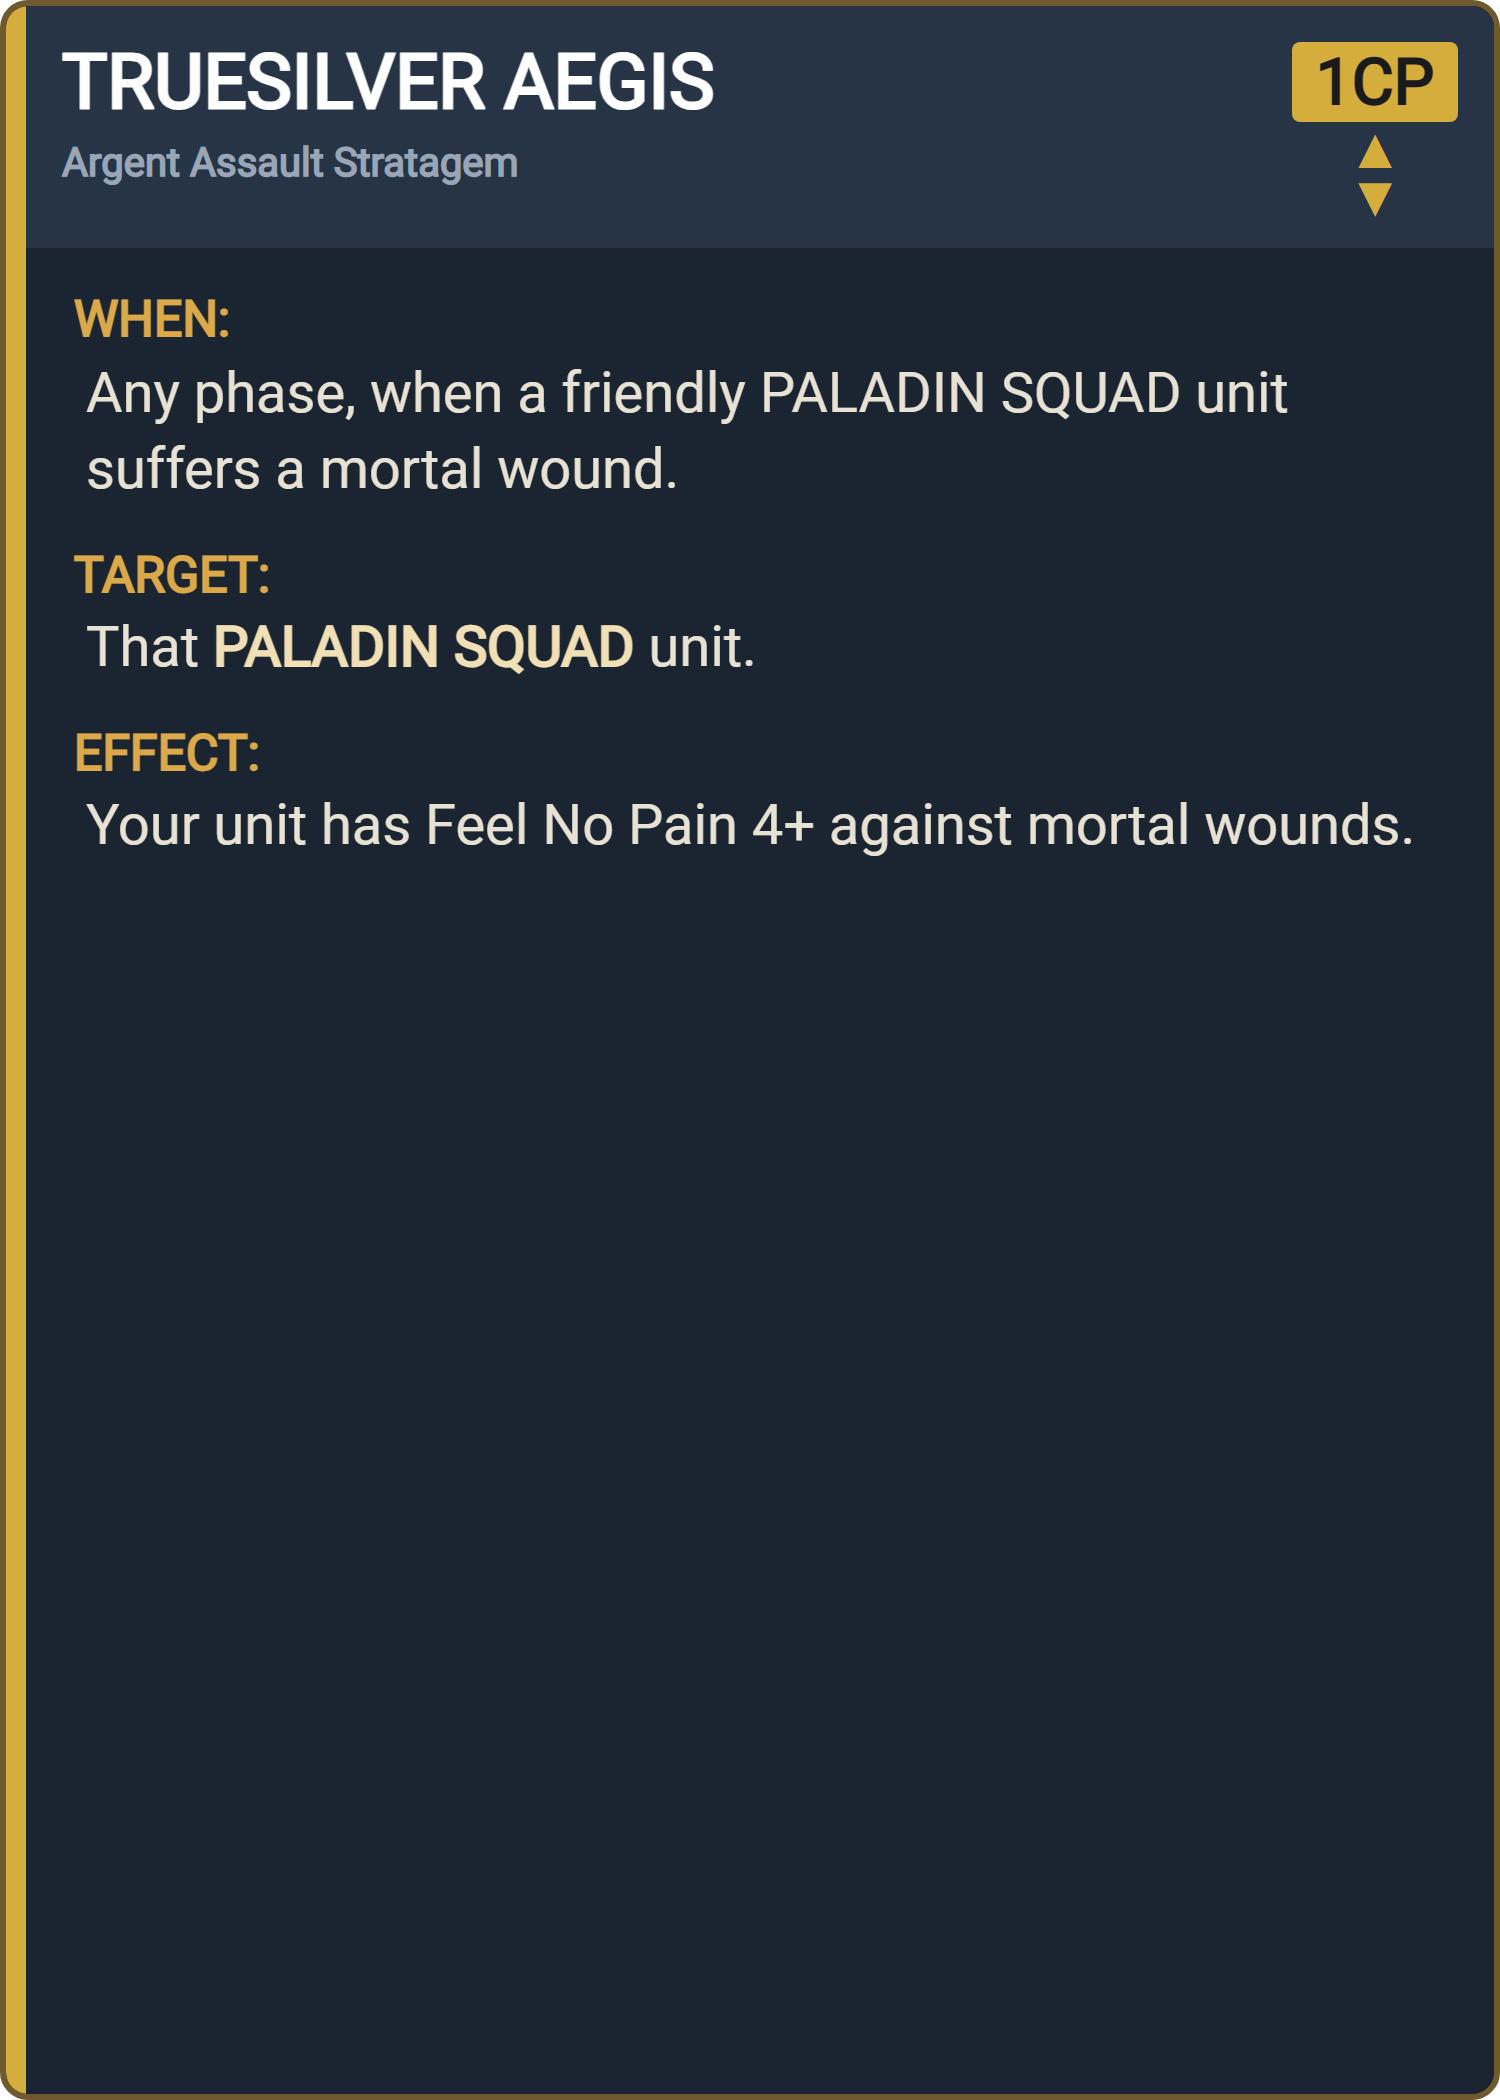 TRUESILVER AEGIS
1CP
Argent Assault Stratagem
WHEN:
Any phase, when a friendly PALADIN SQUAD unit
suffers a mortal wound.
TARGET:
That PALADIN SQUAD unit.
EFFECT:
Your unit has Feel No Pain 4+ against mortal wounds.